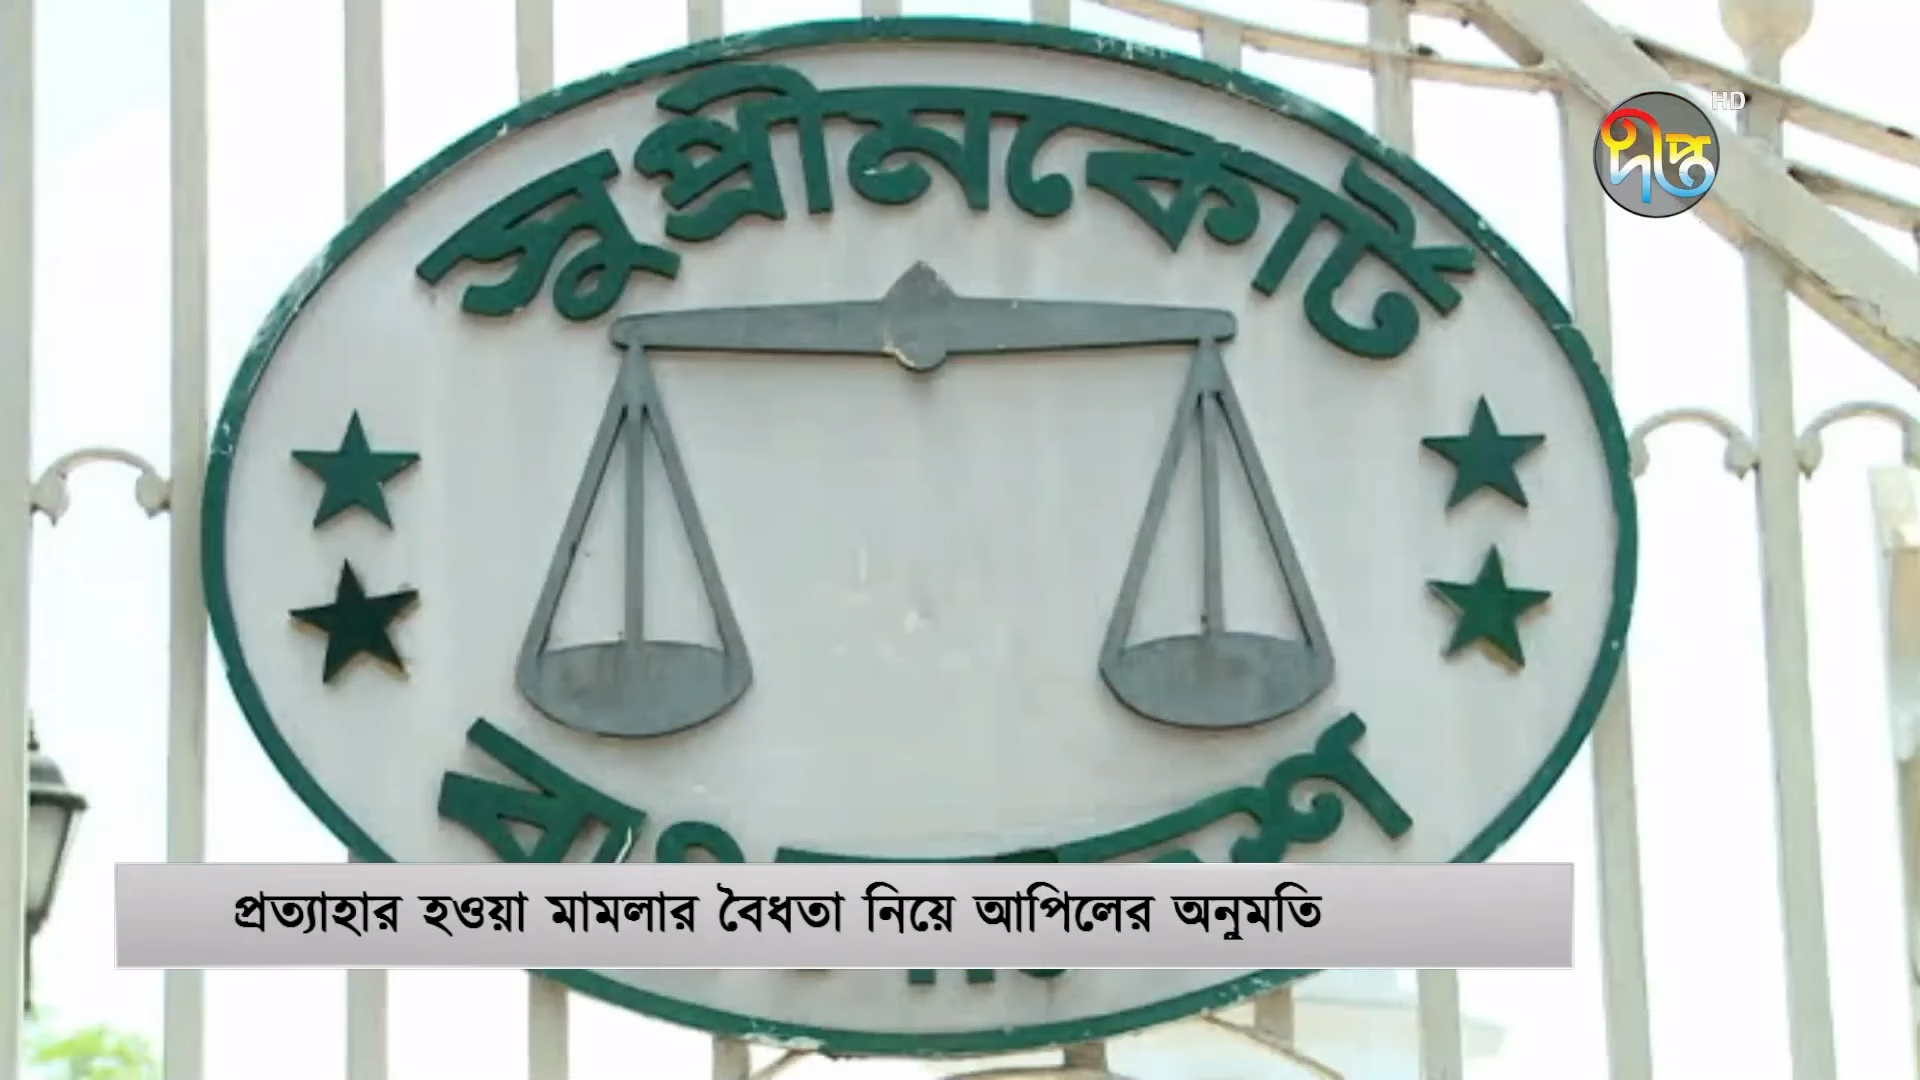 সুপ্রীমকোর্ট
দীপ্ত
HD
প্রত্যাহার হওয়া মামলার বৈধতা নিয়ে আপিলের অনুমতি